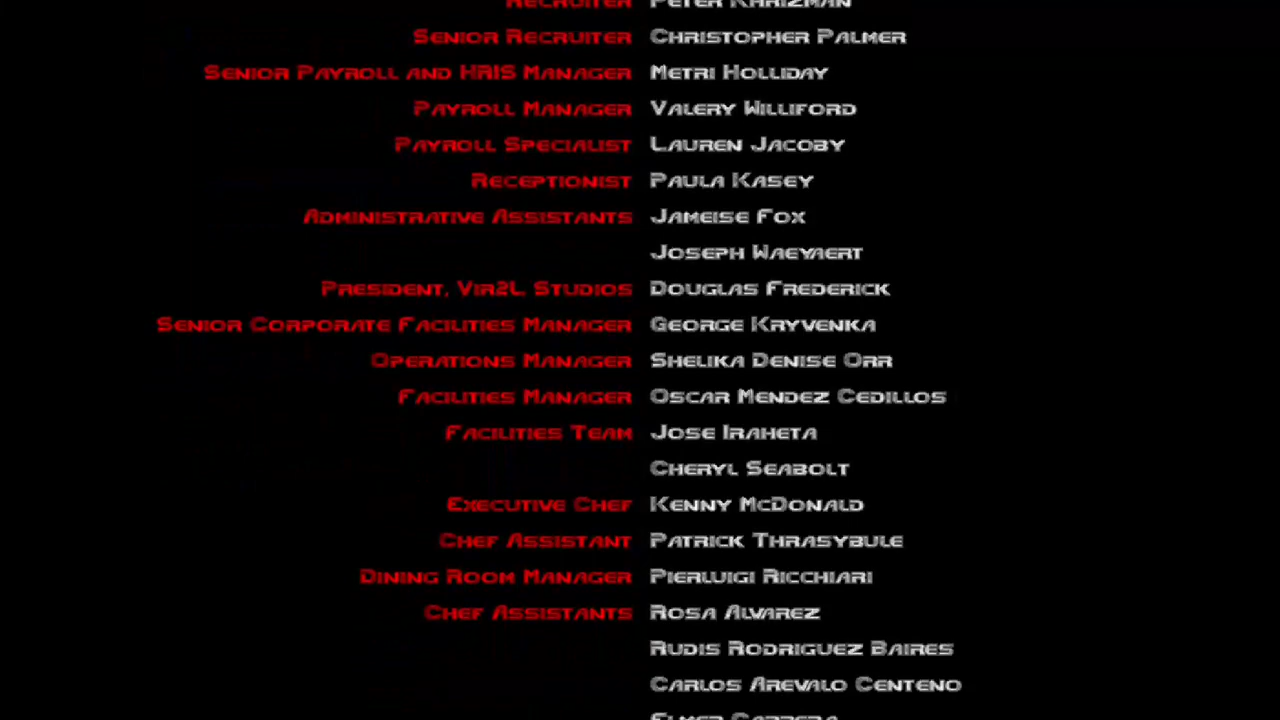 Recruiter Peter Khrizman
Senior Recruiter Christopher Palmer
Senior Payroll and HRIS Manager Metri Holliday
Payroll Manager Valery Williford
Payroll Specialist Lauren Jacoby
Receptionist Paula Kasey
Administrative Assistants Jameise Fox
Joseph Waeyaert
President, Vir2L Studios Douglas Frederick
Senior Corporate Facilities Manager George Kryvenka
Operations Manager Shelika Denise Orr
Facilities Manager Oscar Mendez Cedillos
Facilities Team Jose Iraheta
Cheryl Seabolt
Executive Chef Kenny McDonald
Chef Assistant Patrick Thrasybule
Dining Room Manager Pierluigi Ricchiari
Chef Assistants Rosa Alvarez
Rudis Rodriguez Baires
Carlos Arevalo Centeno